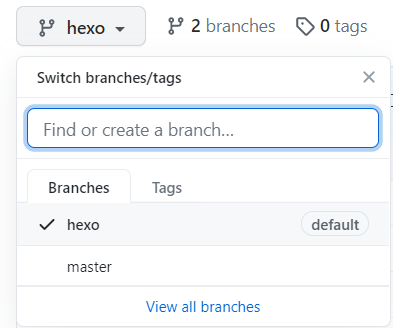 hexo 2 branches 0 tags
Switch branches/tags
Find or create a branch...
Branches Tags
hexo default
master
View all branches